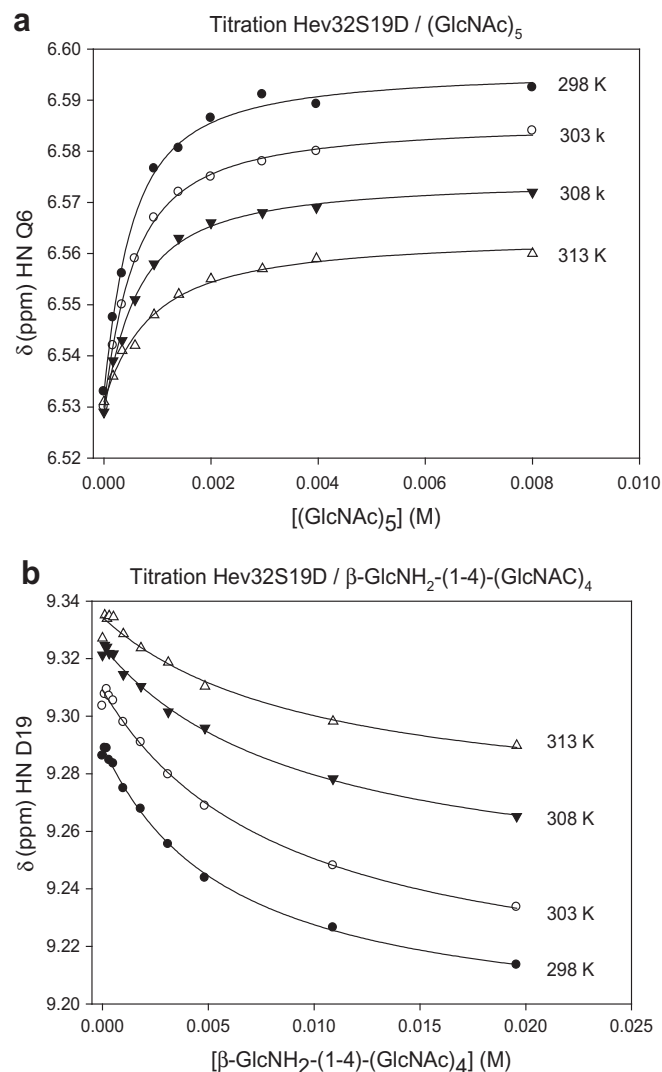 a
Titration Hev32S19D / (GlcNAc)5
6.60
6.59
6.58
6.57
6.56
6.55
6.54
6.53
6.52
δ (ppm) HN Q6
298 K
303 k
308 k
313 K
0.000 0.002 0.004 0.006 0.008 0.010
[(GlcNAc)5] (M)
b
Titration Hev32S19D / β-GlcNH2-(1-4)-(GlcNAC)4
9.34
9.32
9.30
9.28
9.26
9.24
9.22
9.20
δ (ppm) HN D19
313 K
308 K
303 K
298 K
0.000 0.005 0.010 0.015 0.020 0.025
[β-GlcNH2-(1-4)-(GlcNAc)4] (M)